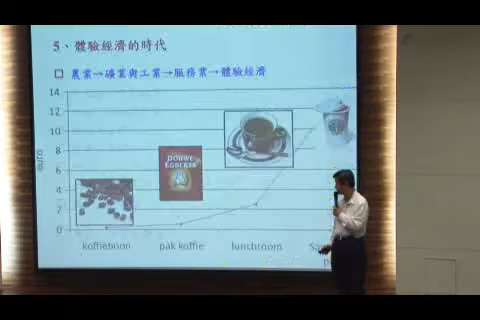 5、體驗經濟的時代
農業→礦業與工業→服務業→體驗經濟
14
12
10
8
6
4
2
0
euro
DOUWE
EGBERTS
koffieboon
pak koffie
lunchroom